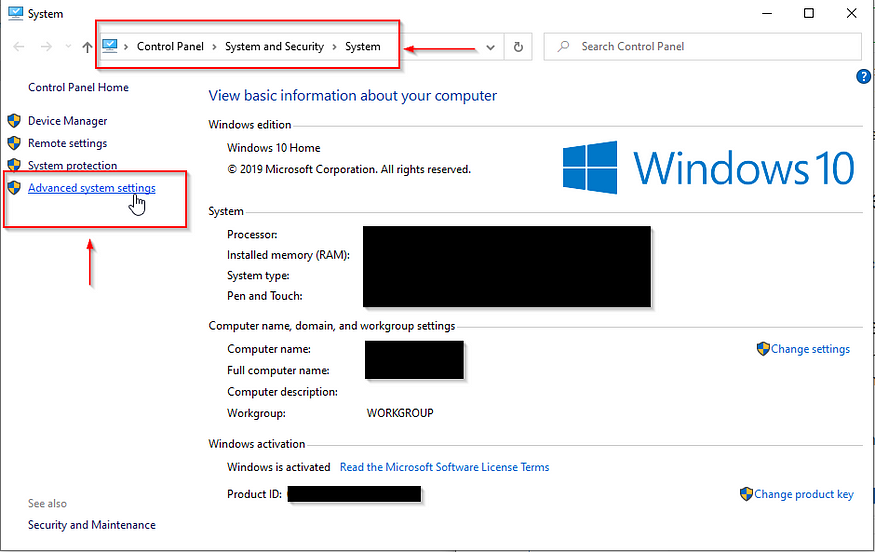 System
Control Panel > System and Security > System
Search Control Panel
?
Control Panel Home
Device Manager
Remote settings
System protection
Advanced system settings
See also
Security and Maintenance
View basic information about your computer
Windows edition
Windows 10 Home
© 2019 Microsoft Corporation. All rights reserved.
Windows 10
System
Processor:
Installed memory (RAM):
System type:
Pen and Touch:
Computer name, domain, and workgroup settings
Computer name:
Change settings
Full computer name:
Computer description:
Workgroup: WORKGROUP
Windows activation
Windows is activated Read the Microsoft Software License Terms
Product ID:
Change product key